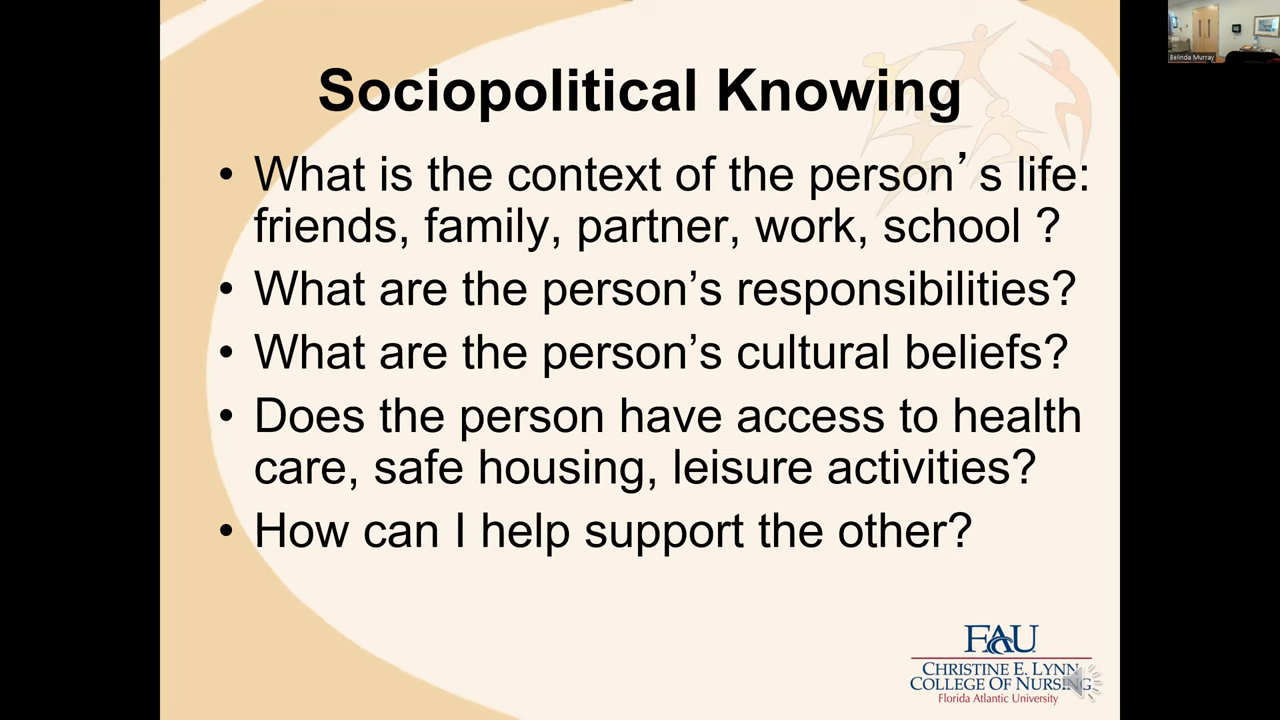 Belinda Murray
Sociopolitical Knowing
• What is the context of the person’s life:
friends, family, partner, work, school ?
• What are the person’s responsibilities?
• What are the person’s cultural beliefs?
• Does the person have access to health
care, safe housing, leisure activities?
• How can I help support the other?
FAU
CHRISTINE E. LYNN
COLLEGE OF NURSING
Florida Atlantic University